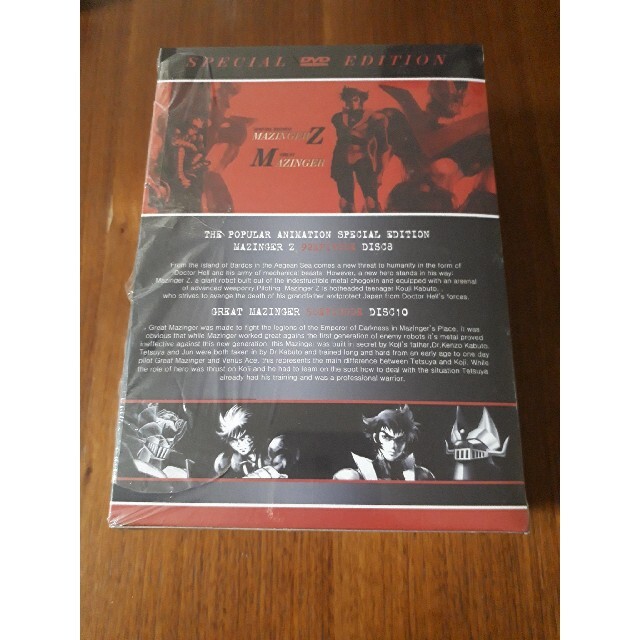 SPECIAL DVD EDITION
MAZINGER Z
GREAT
MAZINGER
THE POPULAR ANIMATION SPECIAL EDITION
MAZINGER Z DISC8
From the island of Bardos in the Aegean Sea comes a new threat to humanity in the form of
Doctor Hell and his army of mechanical beasts. However, a new hero stands in his way:
Mazinger Z, a giant robot built out of the indestructible metal chogokin and equipped with an arsenal
of advanced weaponry Piloting Mazinger Z is hotheaded teenager Kouji Kabuto,
who strives to avenge the death of his grandfather andprotect Japan from Doctor Hell's forces.
GREAT MAZINGER DISC10
Great Mazinger was made to fight the legions of the Emperor of Darkness in Mazinger's Place, it was
obvious that while Mazinger worked great agains the first generation of enemy robots it's metal proved
ineffective against this new generation, this Mazinger was built in secret by Koji's father,Dr.Kenzo Kabuto.
Tetsuya and Jun were both taken in by Dr.Kabuto and trained long and hard from an early age to one day
pilot Great Mazinger and Venus Ace, this represents the main difference between Tetsuya and Koji. While
the role of hero was thrust on Koji and he had to learn on the sout how to deal with the situation Tetsuya
already had his training and was a professional warrior.